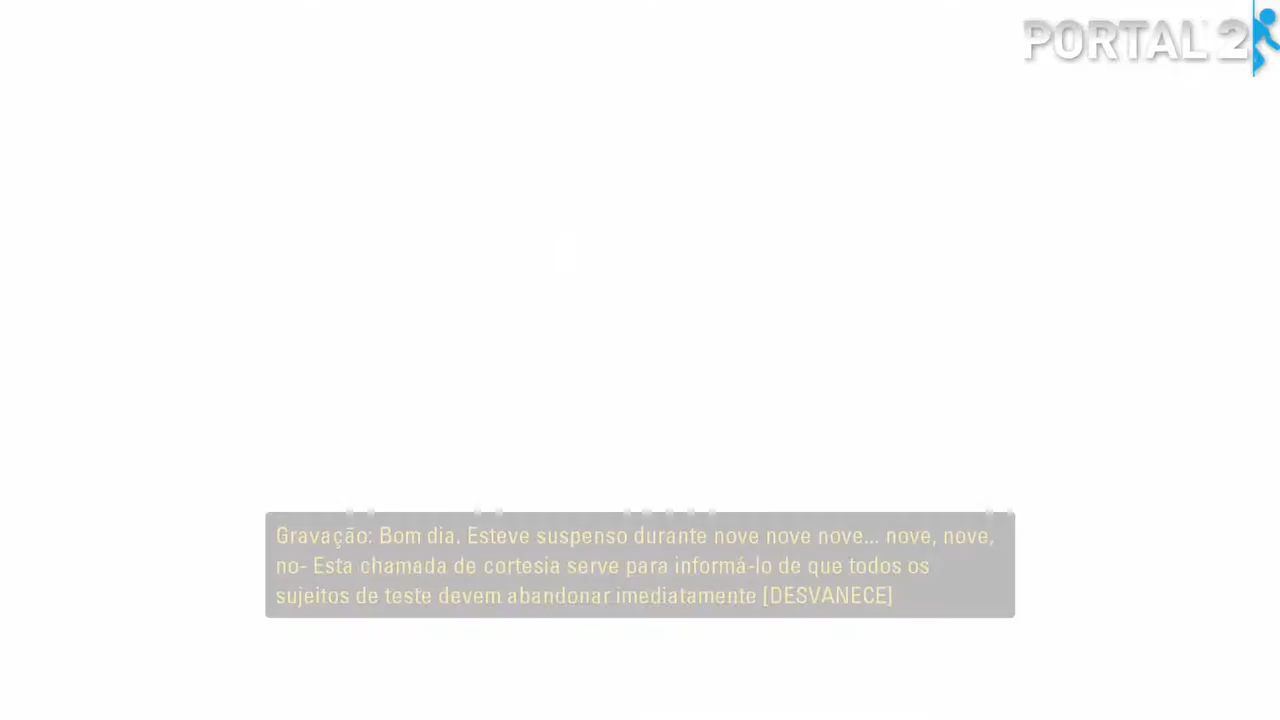 PORTAL 2
Gravação: Bom dia. Esteve suspenso durante nove nove nove... nove, nove,
no- Esta chamada de cortesia serve para informá-lo de que todos os
sujeitos de teste devem abandonar imediatamente [DESVANECE]